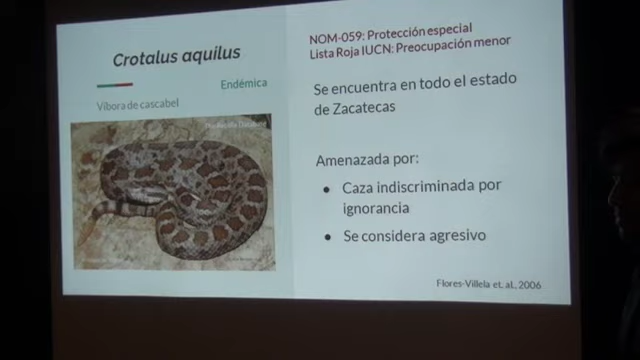 Crotalus aquilus
Endémica
Víbora de cascabel
NOM-059: Protección especial
Lista Roja IUCN: Preocupación menor
Se encuentra en todo el estado
de Zacatecas
Amenazada por:
• Caza indiscriminada por
ignorancia
• Se considera agresivo
Flores-Villela et. al., 2006